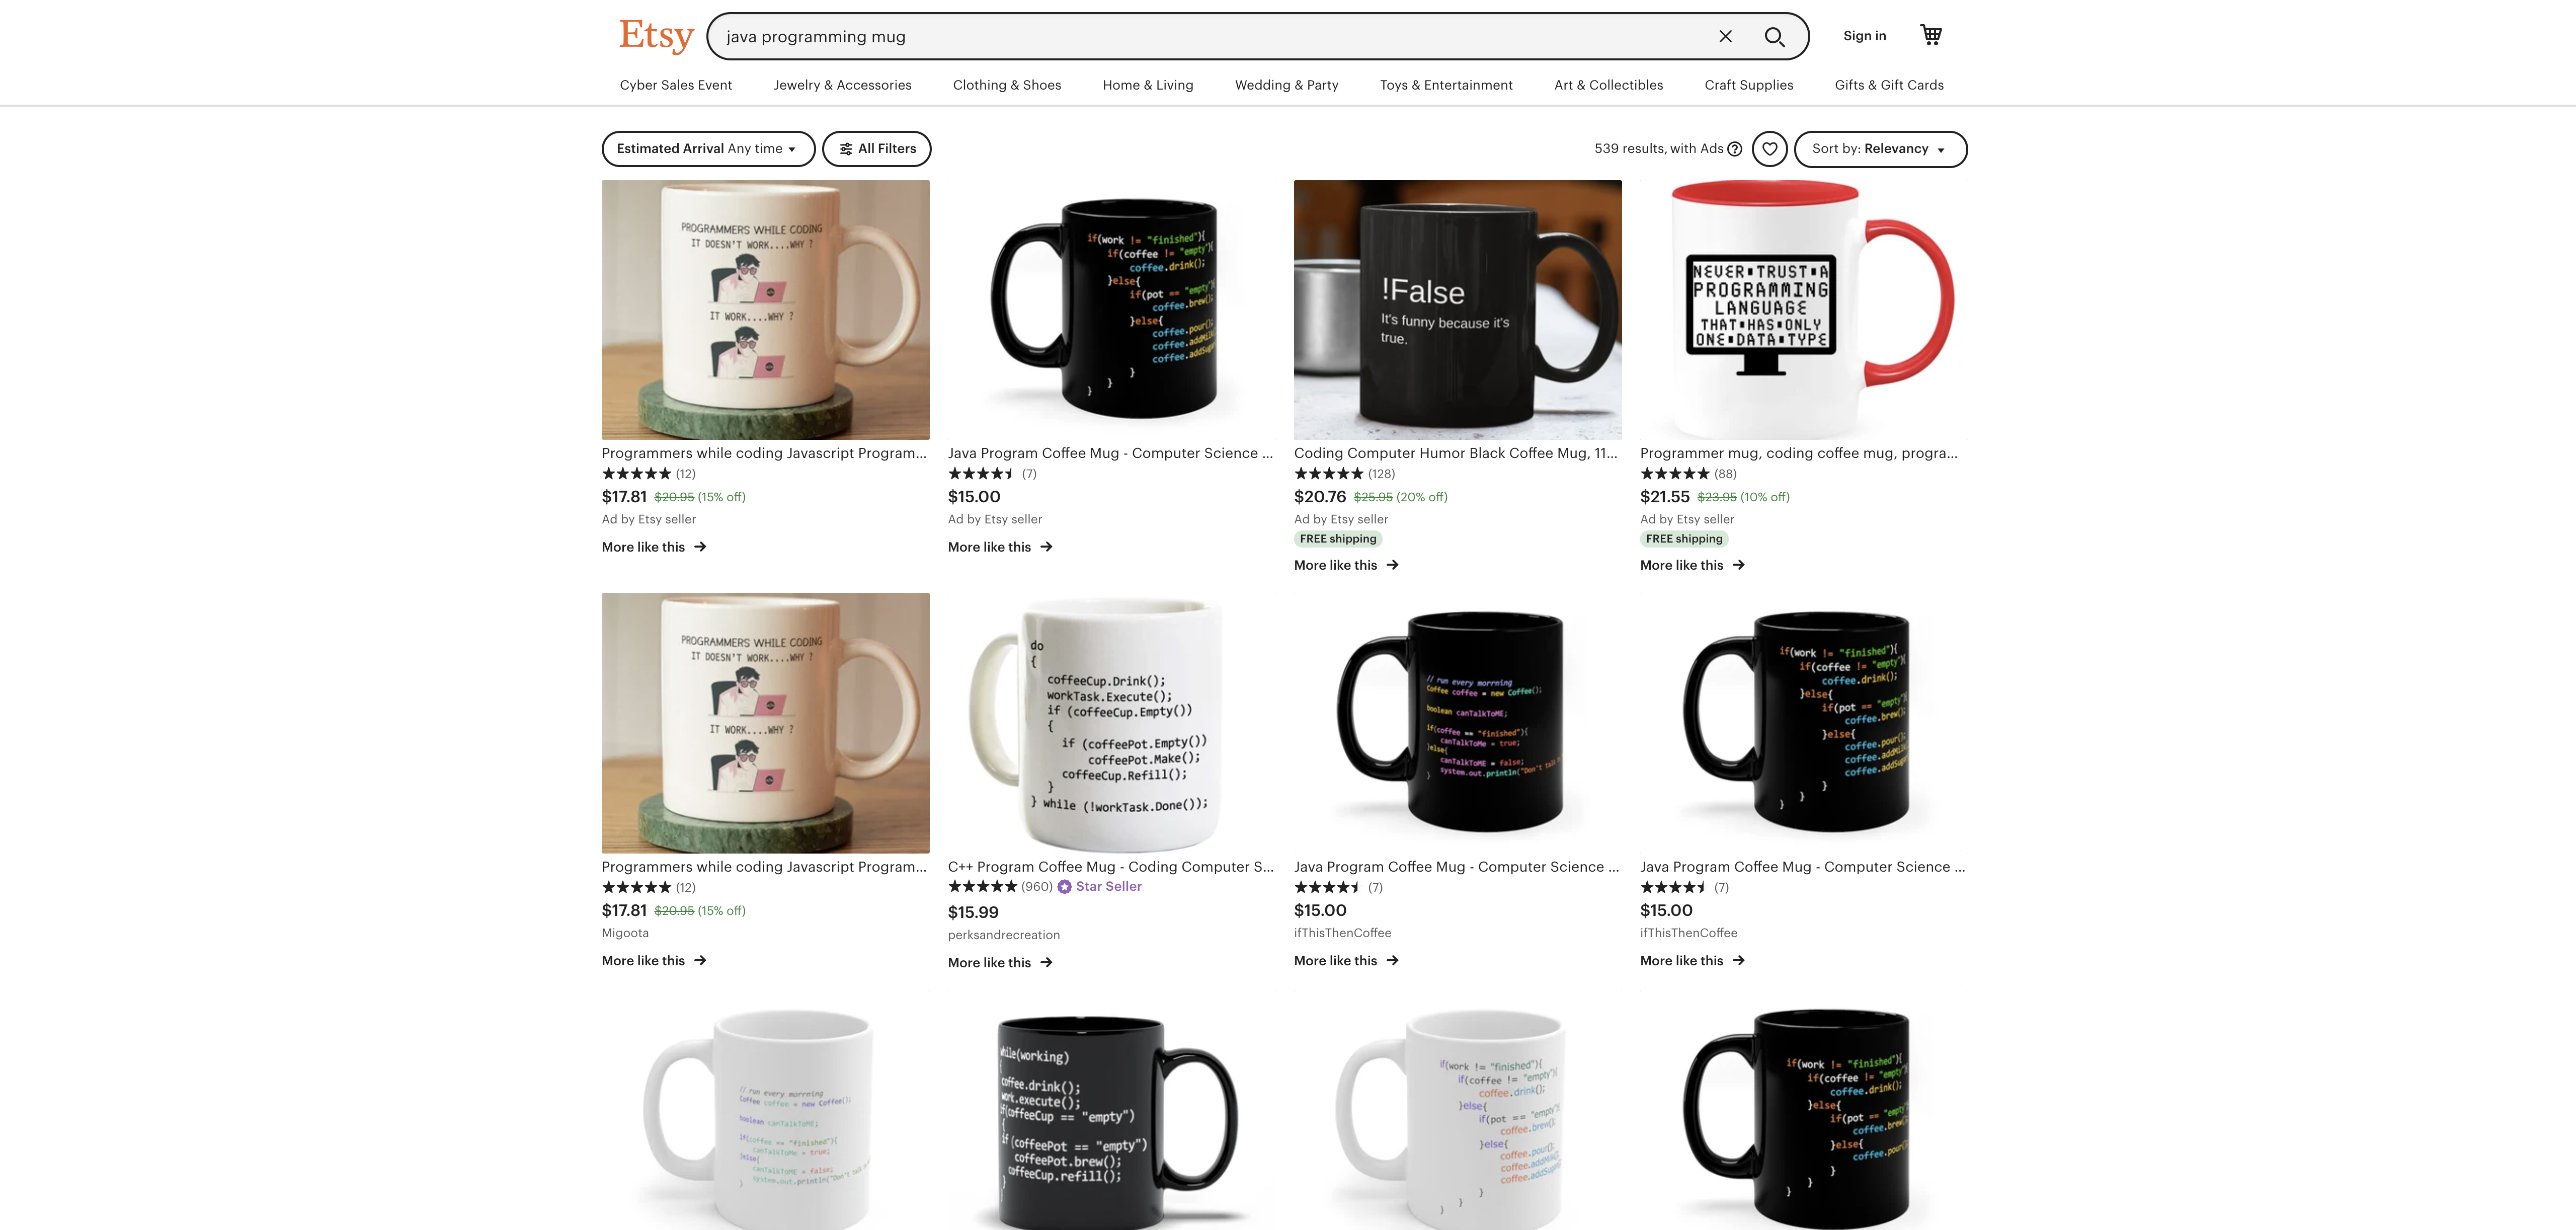 Etsy
java programming mug
Sign in
Cyber Sales Event
Jewelry & Accessories
Clothing & Shoes
Home & Living
Wedding & Party
Toys & Entertainment
Art & Collectibles
Craft Supplies
Gifts & Gift Cards
Estimated Arrival Any time
All Filters
539 results, with Ads
Sort by: Relevancy
PROGRAMMERS WHILE CODING
IT DOESN'T WORK....WHY ?
IT WORK....WHY ?
if(work != "finished"){
if(coffee != "empty"){
coffee.drink();
}else{
if(pot == "empty"
coffee.brew();
}else{
coffee.pour();
coffee.addMil
coffee.addSugar
}
}
}
!False
It's funny because it's
true.
NEVER TRUST A
PROGRAMMING
LANGUAGE
THAT HAS ONLY
ONE DATA TYPE
Programmers while coding Javascript Program...
(12)
$17.81 $20.95 (15% off)
Ad by Etsy seller
More like this
Java Program Coffee Mug - Computer Science ...
(7)
$15.00
Ad by Etsy seller
More like this
Coding Computer Humor Black Coffee Mug, 11...
(128)
$20.76 $25.95 (20% off)
Ad by Etsy seller
FREE shipping
More like this
Programmer mug, coding coffee mug, progra...
(88)
$21.55 $23.95 (10% off)
Ad by Etsy seller
FREE shipping
More like this
PROGRAMMERS WHILE CODING
IT DOESN'T WORK....WHY ?
IT WORK....WHY ?
do
{
coffeeCup.Drink();
workTask.Execute();
if (coffeeCup.Empty())
{
if (coffeePot.Empty())
coffeePot.Make();
coffeeCup.Refill();
}
} while (!workTask.Done());
// run every morrning
Coffee coffee = new Coffee();
boolean canTalkToME;
if(coffee == "finished"){
canTalkToMe = true;
}else{
canTalkToME = false;
system.out.println("Don't talk
}
if(work != "finished"){
if(coffee != "empty"){
coffee.drink();
}else{
if(pot == "empty"
coffee.brew();
}else{
coffee.pour();
coffee.addMil
coffee.addSugar
}
}
}
Programmers while coding Javascript Program...
(12)
$17.81 $20.95 (15% off)
Migoota
More like this
C++ Program Coffee Mug - Coding Computer S...
(960) Star Seller
$15.99
perksandrecreation
More like this
Java Program Coffee Mug - Computer Science ...
(7)
$15.00
ifThisThenCoffee
More like this
Java Program Coffee Mug - Computer Science ...
(7)
$15.00
ifThisThenCoffee
More like this
// run every morrning
Coffee coffee = new Coffee();
boolean canTalkToME;
if(coffee == "finished"){
canTalkToMe = true;
}else{
canTalkToME = false;
system.out.println("Don't talk
}
while(working)
{
coffee.drink();
work.execute();
if(coffeeCup == "empty")
{
if (coffeePot == "empty")
coffeePot.brew();
coffeeCup.refill();
}
if(work != "finished"){
if(coffee != "empty"){
coffee.drink();
}else{
if(pot == "empty"{
coffee.brew();
}else{
coffee.pour();
coffee.addMil
coffee.addSugar
}
}
}
if(work != "finished"){
if(coffee != "empty"
coffee.drink();
}else{
if(pot == "empty"
coffee.brew();
}else{
coffee.pour()
}
}
}